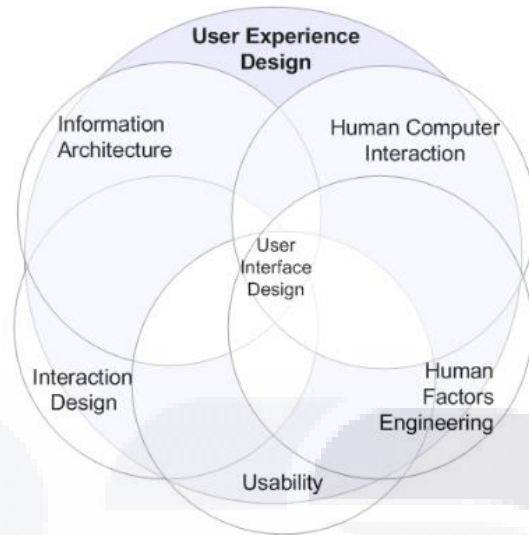 User Experience
Design
Information
Architecture
Human Computer
Interaction
User
Interface
Design
Interaction
Design
Human
Factors
Engineering
Usability